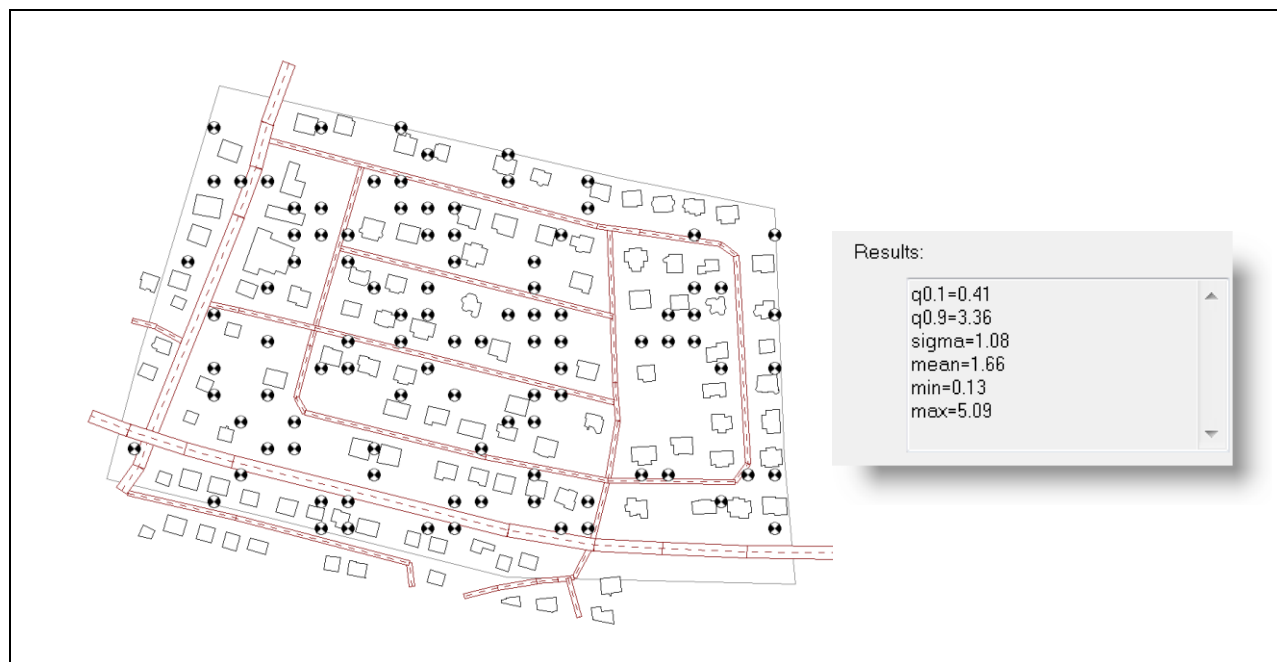 Results:
q0.1=0.41
q0.9=3.36
sigma=1.08
mean=1.66
min=0.13
max=5.09